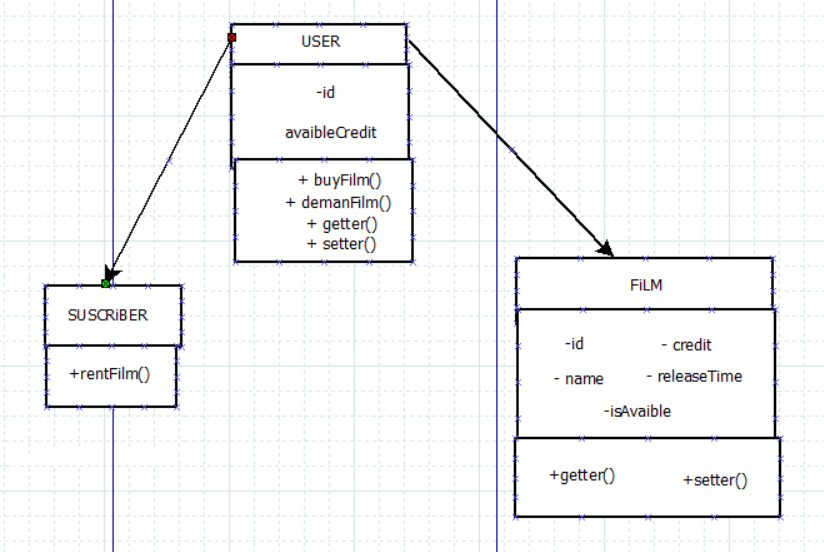 USER
-id
avaibleCredit
+ buyFilm()
+ demanFilm()
+ getter()
+ setter()
SUSCRiBER
+rentFilm()
FiLM
-id - credit
- name - releaseTime
-isAvaible
+getter() +setter()